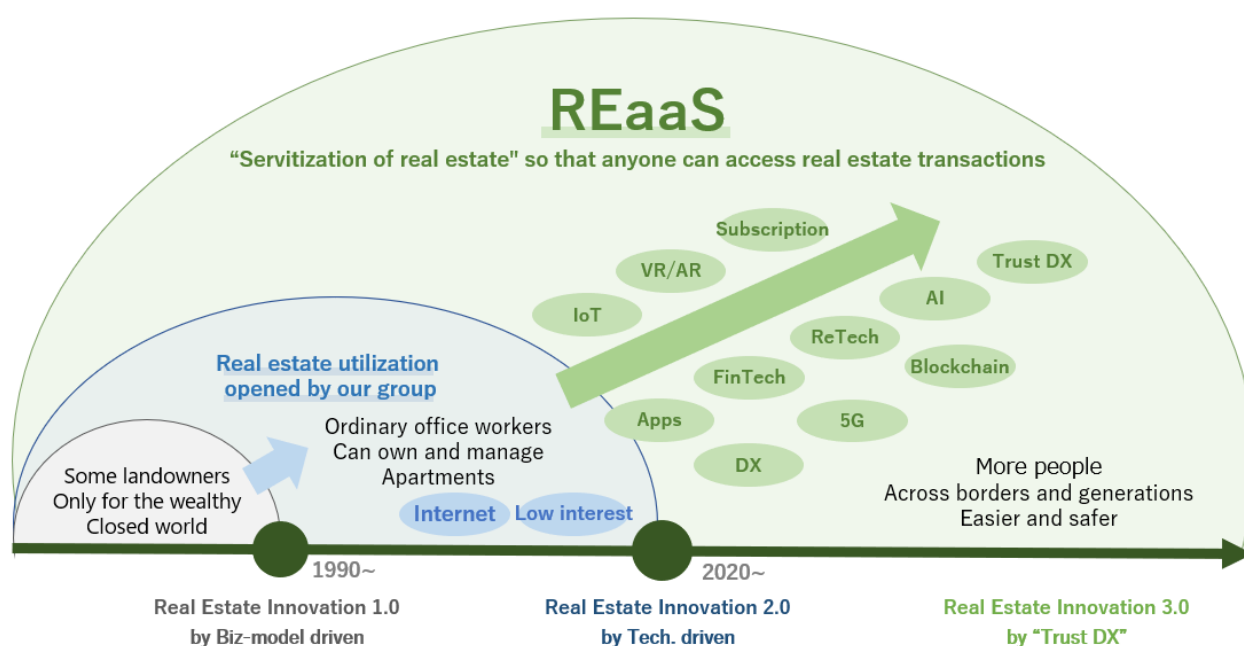 REaaS
“Servitization of real estate" so that anyone can access real estate transactions
Subscription
VR/AR
Trust DX
IoT
AI
ReTech
Blockchain
FinTech
Apps
5G
DX
Real estate utilization
opened by our group
Ordinary office workers
Can own and manage
Apartments
Internet
Low interest
Some landowners
Only for the wealthy
Closed world
More people
Across borders and generations
Easier and safer
1990~
2020~
Real Estate Innovation 1.0
by Biz-model driven
Real Estate Innovation 2.0
by Tech. driven
Real Estate Innovation 3.0
by “Trust DX”